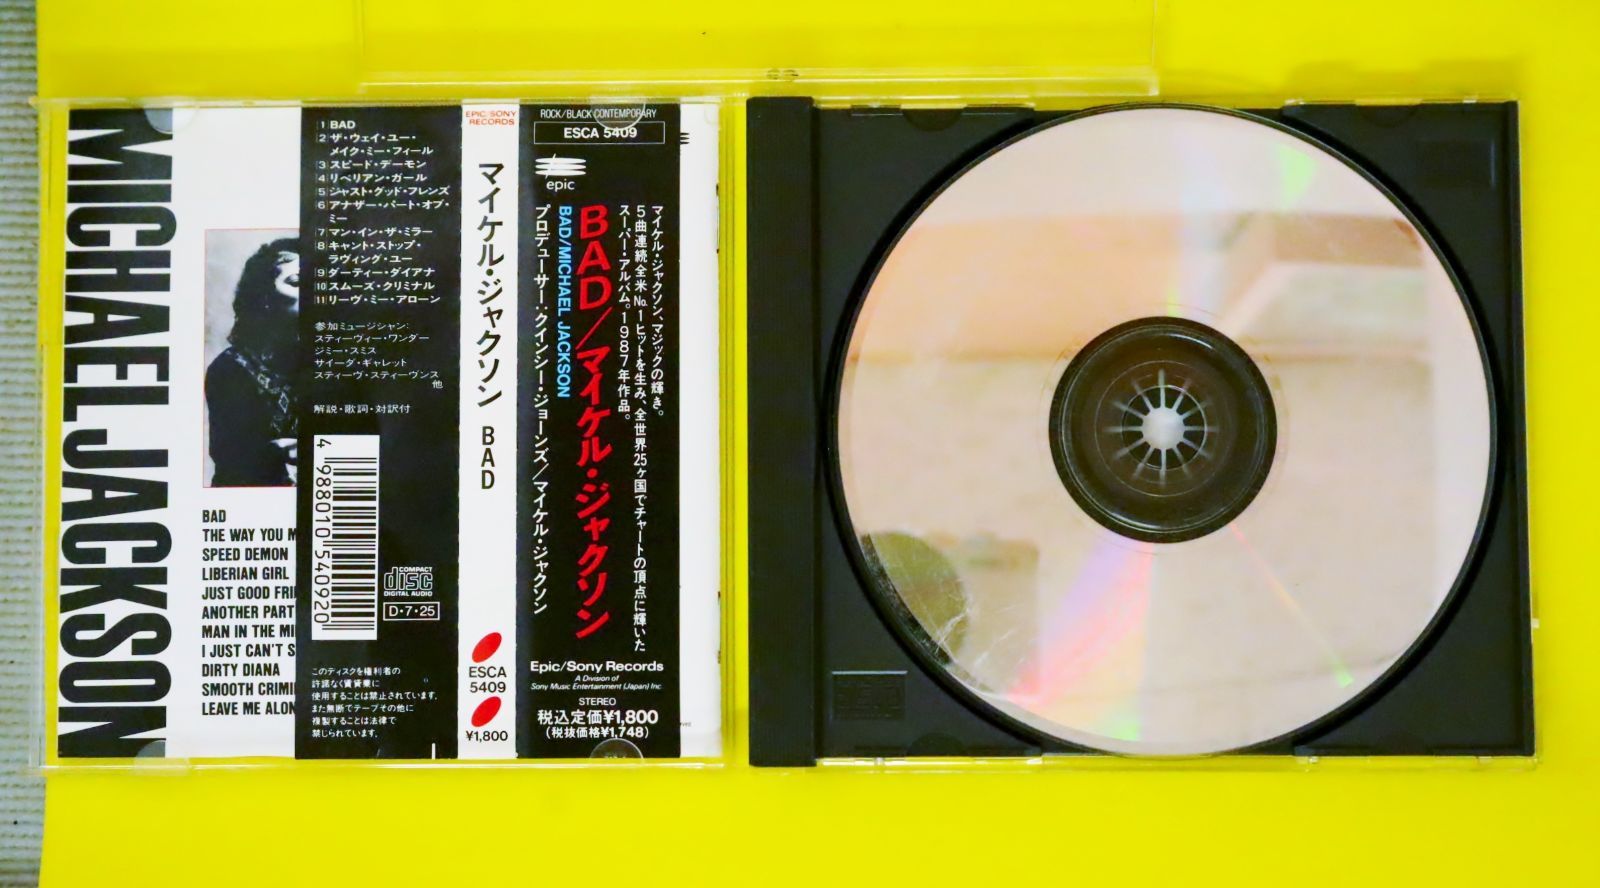 MICHAEL JACKSON
BAD
THE WAY YOU M
SPEED DEMON
LIBERIAN GIRL
JUST GOOD FRI
ANOTHER PART
MAN IN THE MI
I JUST CAN'T S
DIRTY DIANA
SMOOTH CRIMI
LEAVE ME ALON
1 BAD
2 ザ・ウェイ・ユー・
メイク・ミー・フィール
3 スピード・デーモン
4 リベリアン・ガール
5 ジャスト・グッド・フレンズ
6 アナザー・パート・オブ・
ミー
7 マン・イン・ザ・ミラー
8 キャント・ストップ・
ラヴィング・ユー
9 ダーティー・ダイアナ
10 スムーズ・クリミナル
11 リーヴ・ミー・アローン
参加ミュージシャン:
スティーヴィー・ワンダー
ジミー・スミス
サイーダ・ギャレット
スティーヴ・スティーヴンス
他
解説・歌詞・対訳付
4 988010 540920
COMPACT
disc
DIGITAL AUDIO
D・7・25
このディスクを権利者の
許諾なく賃貸業に
使用することは禁止されています。
また無断でテープその他に
複製することは法律で
禁じられています。
EPIC/SONY
RECORDS
マイケル・ジャクソン BAD
ESCA
5409
¥1,800
ROCK/BLACK CONTEMPORARY
ESCA 5409
epic
マイケル・ジャクソン、マジックの輝き。
5曲連続全米No.1ヒットを生み、全世界25ヶ国でチャートの頂点に輝いた
スーパー・アルバム。1987年作品。
BAD/マイケル・ジャクソン
BAD/MICHAEL JACKSON
プロデューサー:クインシー・ジョーンズ/マイケル・ジャクソン
Epic/Sony Records
A Division of
Sony Music Entertainment (Japan) Inc.
STEREO
税込定価¥1,800
(税抜価格¥1,748)